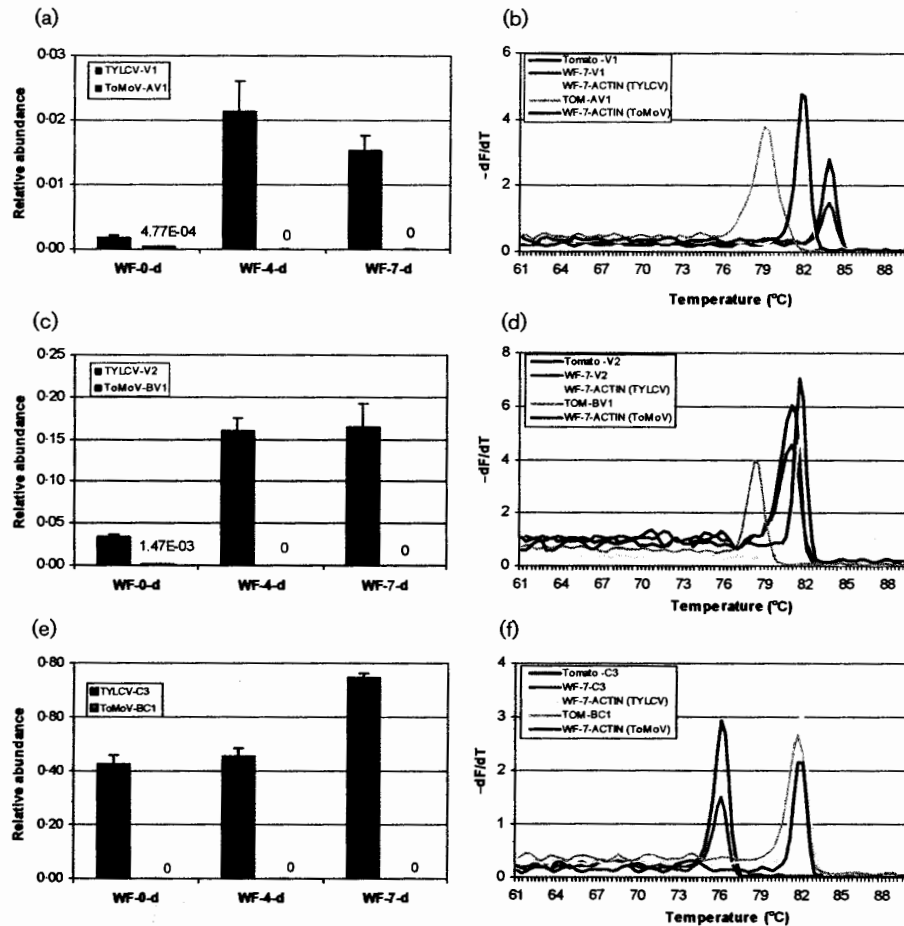 (a)
Relative abundance
0·03
0·02
0·01
0·00
TYLCV-V1
ToMoV-AV1
4.77E-04
0
0
WF-0-d WF-4-d WF-7-d
(b)
-dF/dT
6
4
2
0
Tomato -V1
WF-7-V1
WF-7-ACTIN (TYLCV)
TOM-AV1
WF-7-ACTIN (ToMoV)
61 64 67 70 73 76 79 82 85 88
Temperature (°C)
(c)
Relative abundance
0·25
0·20
0·15
0·10
0·05
0·00
TYLCV-V2
ToMoV-BV1
1.47E-03
0
0
WF-0-d WF-4-d WF-7-d
(d)
-dF/dT
8
6
4
2
0
Tomato -V2
WF-7-V2
WF-7-ACTIN (TYLCV)
TOM-BV1
WF-7-ACTIN (ToMoV)
61 64 67 70 73 76 79 82 85 88
Temperature (°C)
(e)
Relative abundance
0·80
0·80
0·40
0·20
0·00
TYLCV-C3
ToMoV-BC1
0
0
0
WF-0-d WF-4-d WF-7-d
(f)
-dF/dT
4
3
2
1
0
Tomato -C3
WF-7-C3
WF-7-ACTIN (TYLCV)
TOM-BC1
WF-7-ACTIN (ToMoV)
61 64 67 70 73 76 79 82 85 88
Temperature (°C)